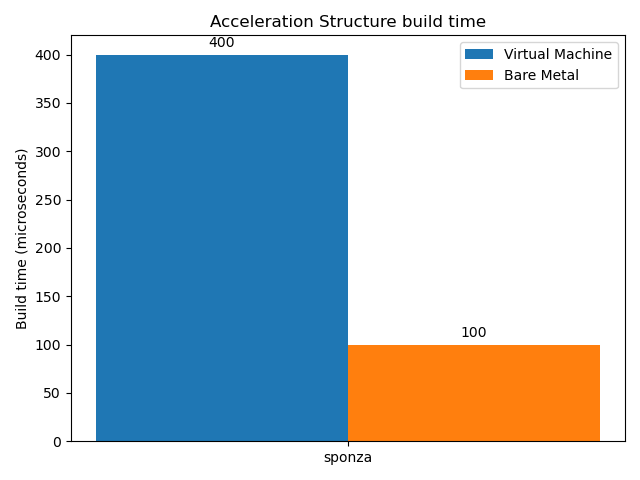 Acceleration Structure build time
400
Virtual Machine
Bare Metal
400
350
300
250
200
150
100
50
0
Build time (microseconds)
100
sponza